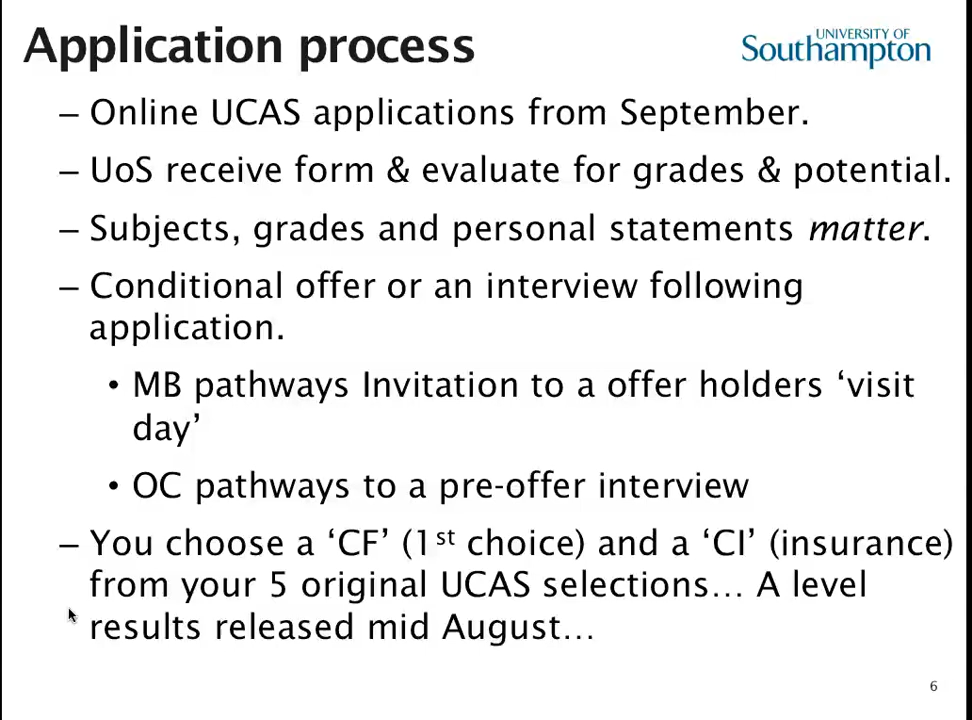 Application process
UNIVERSITY OF
Southampton
– Online UCAS applications from September.
– UoS receive form & evaluate for grades & potential.
– Subjects, grades and personal statements matter.
– Conditional offer or an interview following
application.
• MB pathways Invitation to a offer holders ‘visit
day’
• OC pathways to a pre-offer interview
– You choose a ‘CF’ (1st choice) and a ‘CI’ (insurance)
from your 5 original UCAS selections… A level
results released mid August…
6